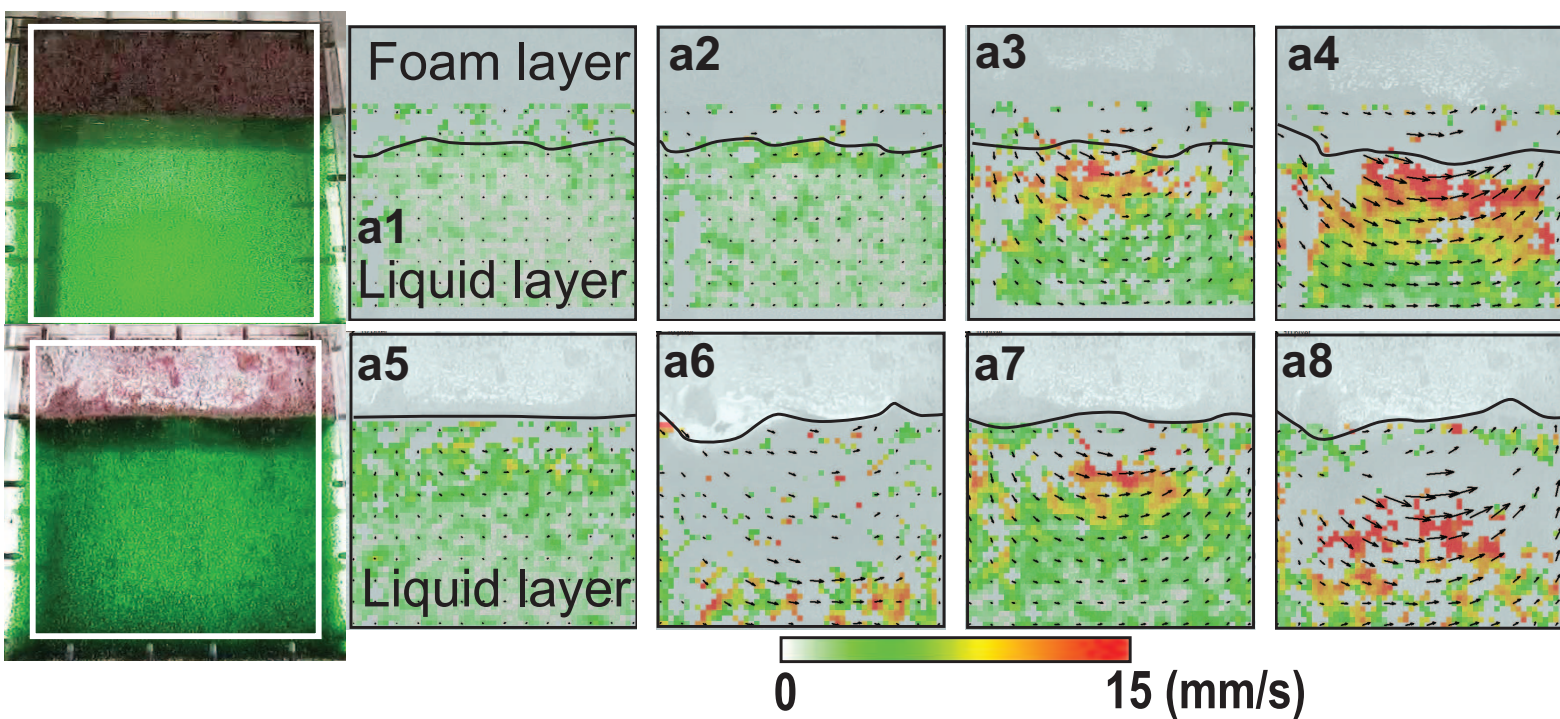 a1
Foam layer
Liquid layer
a2
a3
a4
a5
Liquid layer
a6
a7
a8
0
15 (mm/s)